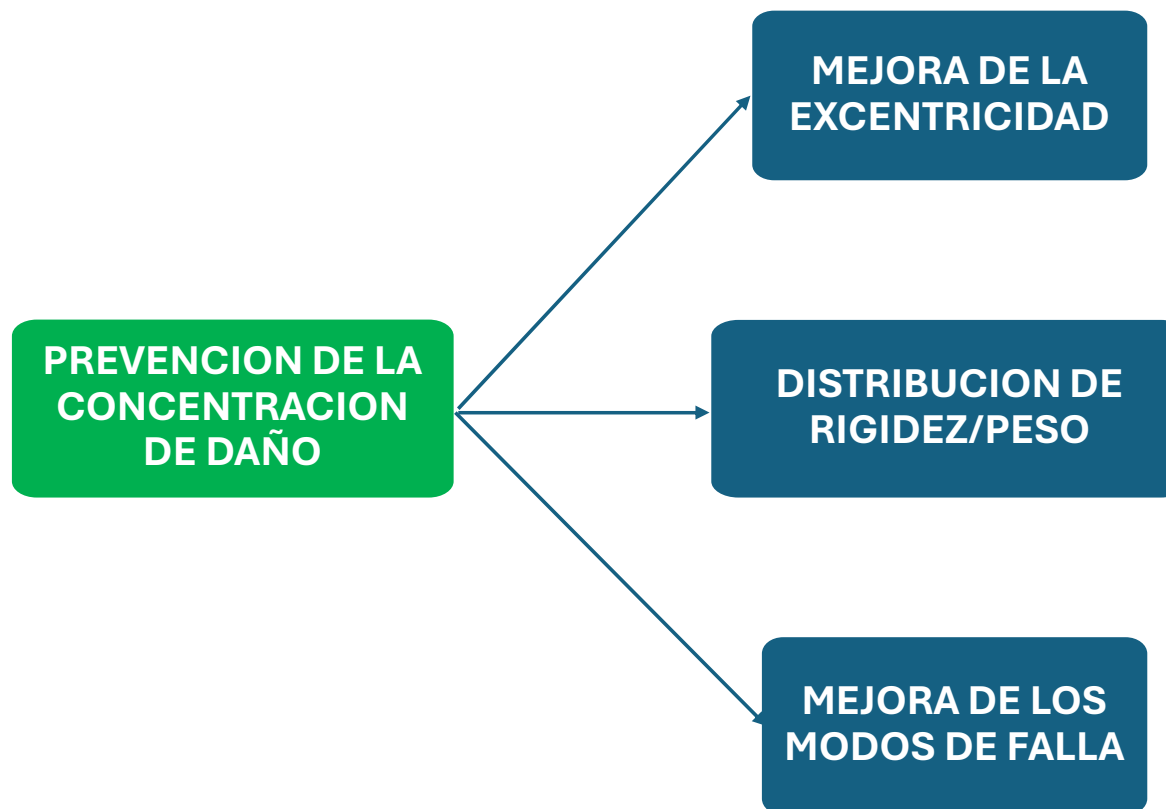 MEJORA DE LA
EXCENTRICIDAD
PREVENCION DE LA
CONCENTRACION
DE DAÑO
DISTRIBUCION DE
RIGIDEZ/PESO
MEJORA DE LOS
MODOS DE FALLA